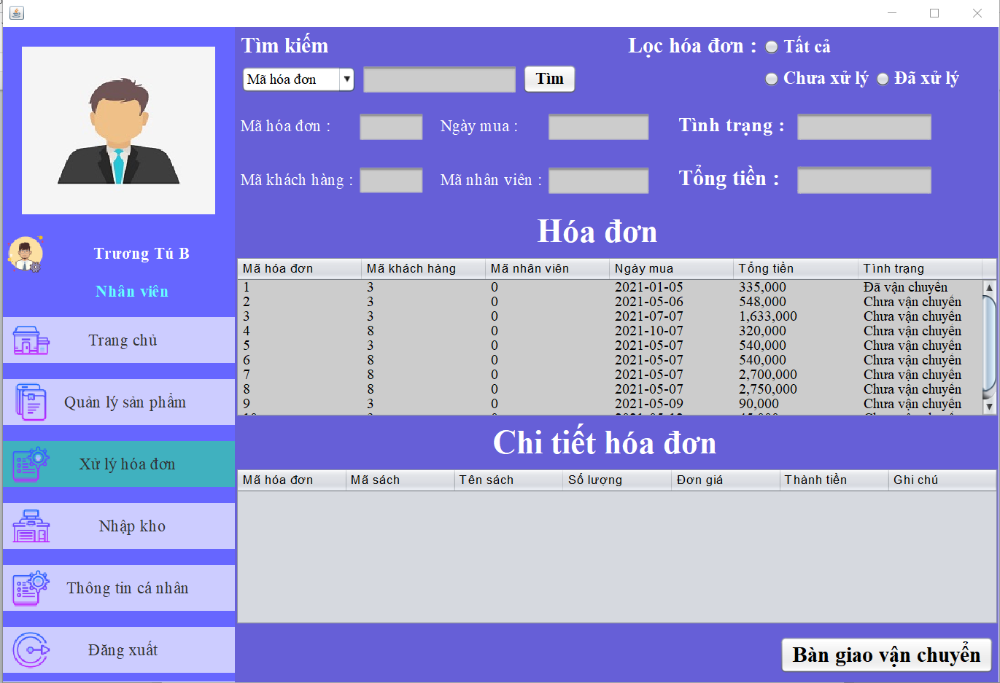 Tìm kiếm
Lọc hóa đơn :
Tất cả
Mã hóa đơn
Tìm
Chưa xử lý
Đã xử lý
Mã hóa đơn :
Ngày mua :
Tình trạng :
Mã khách hàng :
Mã nhân viên :
Tổng tiền :
Trương Tú B
Nhân viên
Trang chủ
Quản lý sản phẩm
Xử lý hóa đơn
Nhập kho
Thông tin cá nhân
Đăng xuất
Hóa đơn
Mã hóa đơn Mã khách hàng Mã nhân viên Ngày mua Tổng tiền Tình trạng
1 3 0 2021-01-05 335,000 Đã vận chuyển
2 3 0 2021-05-06 548,000 Chưa vận chuyển
3 3 0 2021-07-07 1,633,000 Chưa vận chuyển
4 8 0 2021-10-07 320,000 Chưa vận chuyển
5 3 0 2021-05-07 540,000 Chưa vận chuyển
6 8 0 2021-05-07 540,000 Chưa vận chuyển
7 8 0 2021-05-07 2,700,000 Chưa vận chuyển
8 8 0 2021-05-07 2,750,000 Chưa vận chuyển
9 3 0 2021-05-09 90,000 Chưa vận chuyển
Chi tiết hóa đơn
Mã hóa đơn Mã sách Tên sách Số lượng Đơn giá Thành tiền Ghi chú
Bàn giao vận chuyển